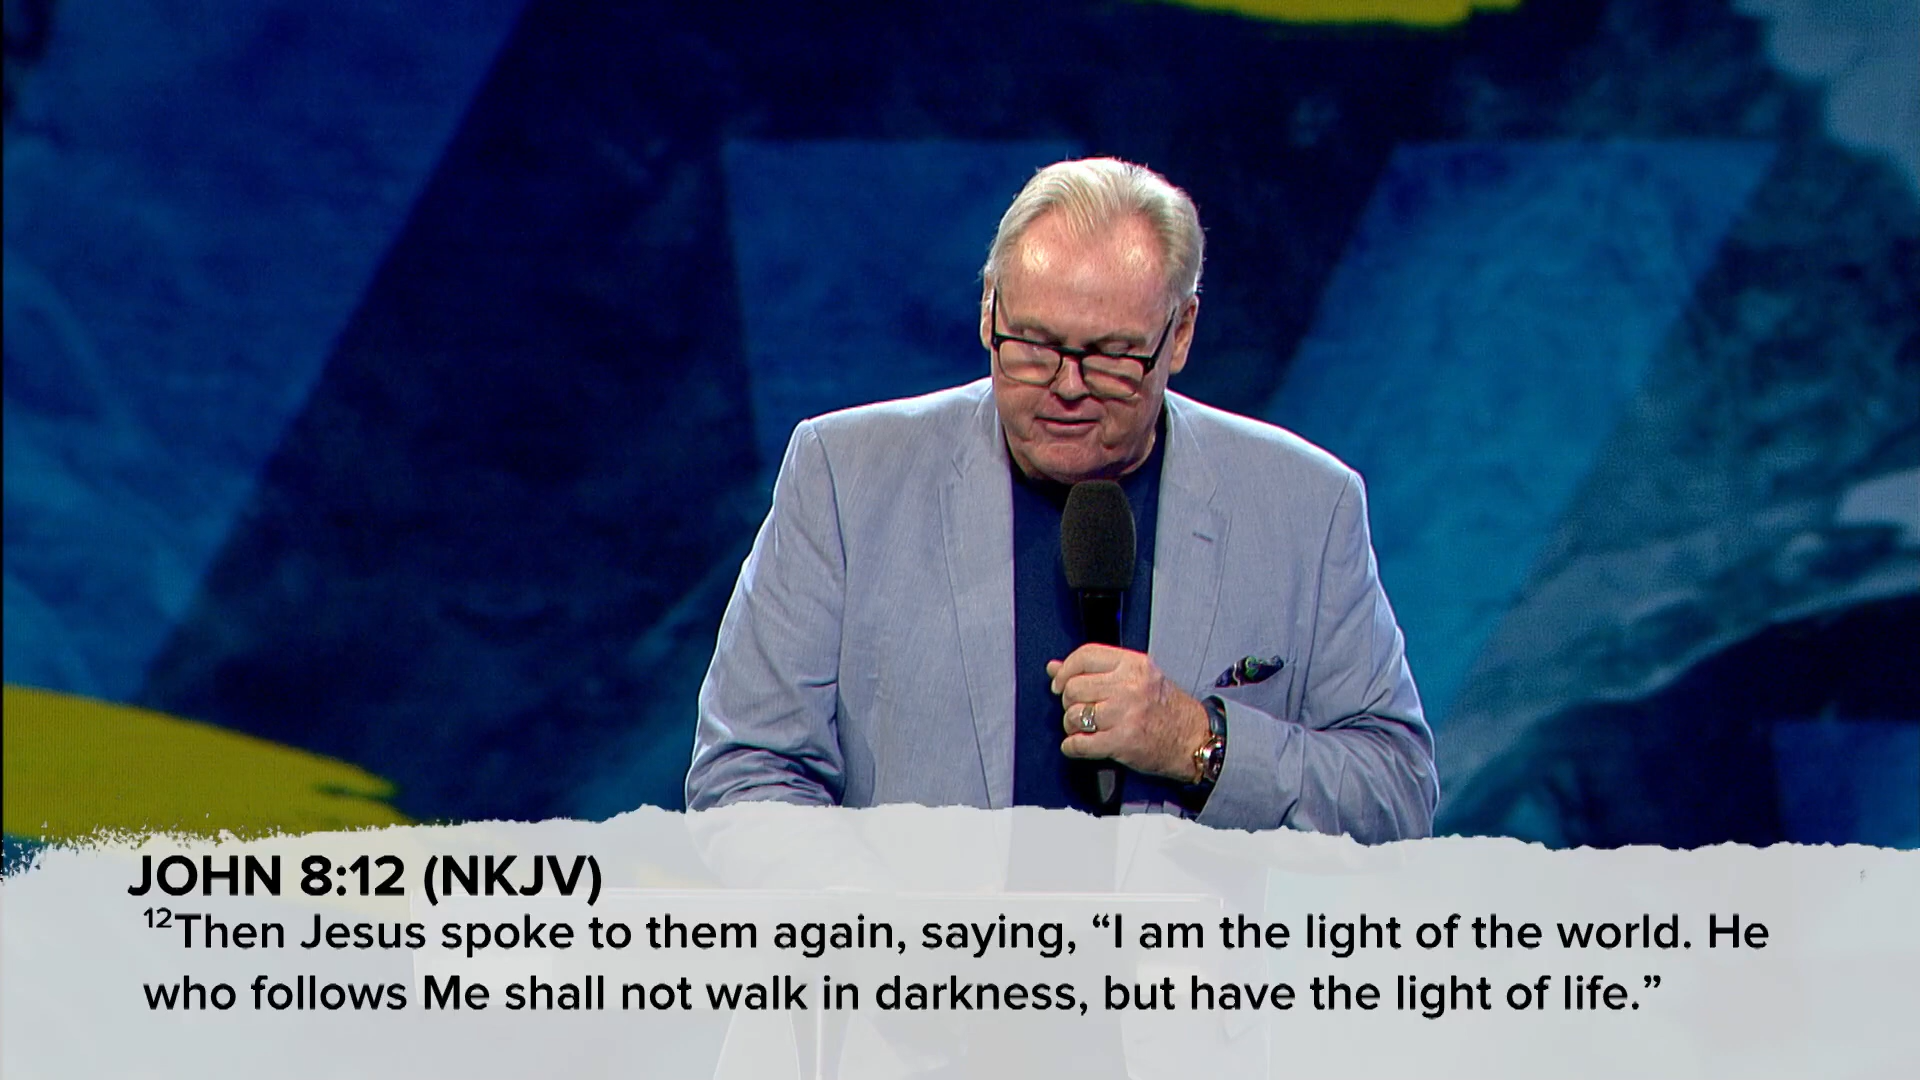 JOHN 8:12 (NKJV)
¹²Then Jesus spoke to them again, saying, “I am the light of the world. He
who follows Me shall not walk in darkness, but have the light of life.”